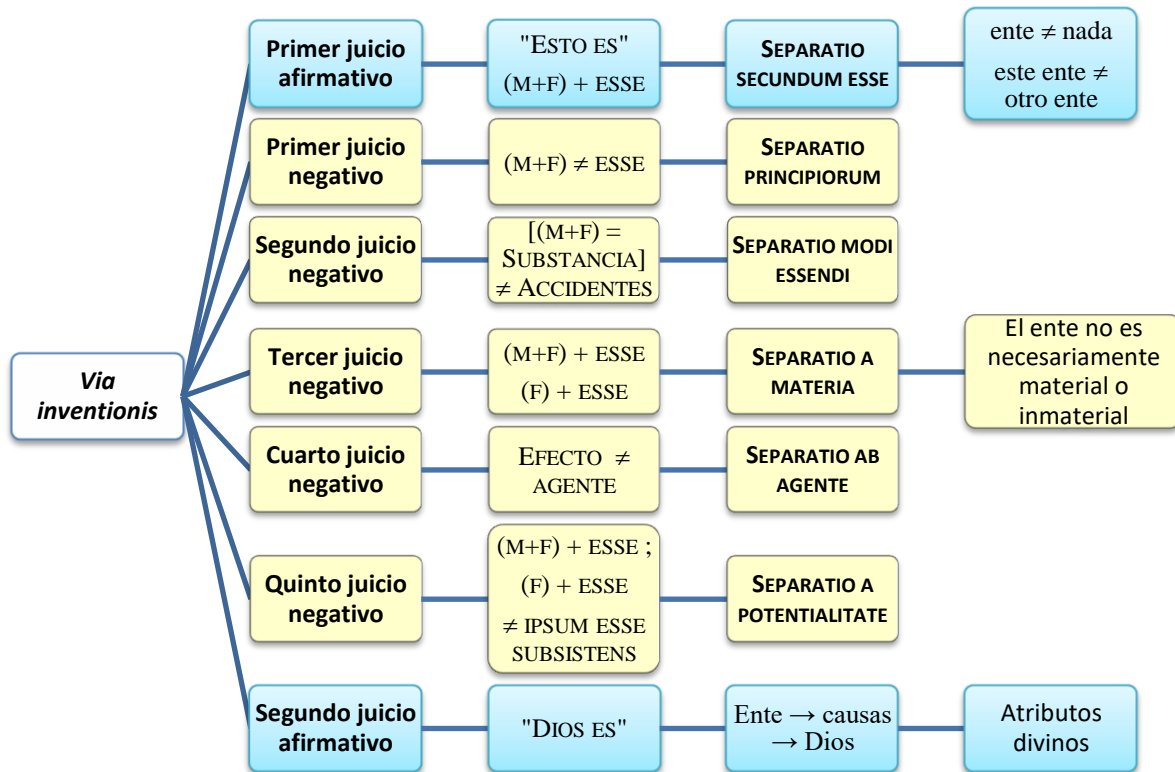 Via
inventionis
Primer juicio
afirmativo
"ESTO ES"
(M+F) + ESSE
SEPARATIO
SECUNDUM ESSE
ente ≠ nada
este ente ≠
otro ente
Primer juicio
negativo
(M+F) ≠ ESSE
SEPARATIO
PRINCIPIORUM
Segundo juicio
negativo
[(M+F) =
SUBSTANCIA]
≠ ACCIDENTES
SEPARATIO MODI
ESSENDI
Tercer juicio
negativo
(M+F) + ESSE
(F) + ESSE
SEPARATIO A
MATERIA
El ente no es
necesariamente
material o
inmaterial
Cuarto juicio
negativo
EFECTO ≠
AGENTE
SEPARATIO AB
AGENTE
Quinto juicio
negativo
(M+F) + ESSE ;
(F) + ESSE
≠ IPSUM ESSE
SUBSISTENS
SEPARATIO A
POTENTIALITATE
Segundo juicio
afirmativo
"DIOS ES"
Ente → causas
→ Dios
Atributos
divinos